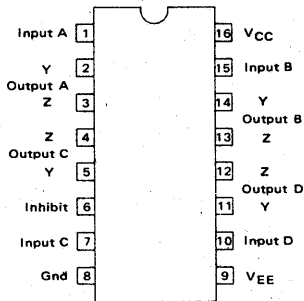 Input A 1 16 VCC
Y 2 15 Input B
Output A
Z 3 14 Y
Output B
Z 4 13 Z
Output C
Y 5 12 Z
Output D
Inhibit 6 11 Y
Input C 7 10 Input D
Gnd 8 9 VEE